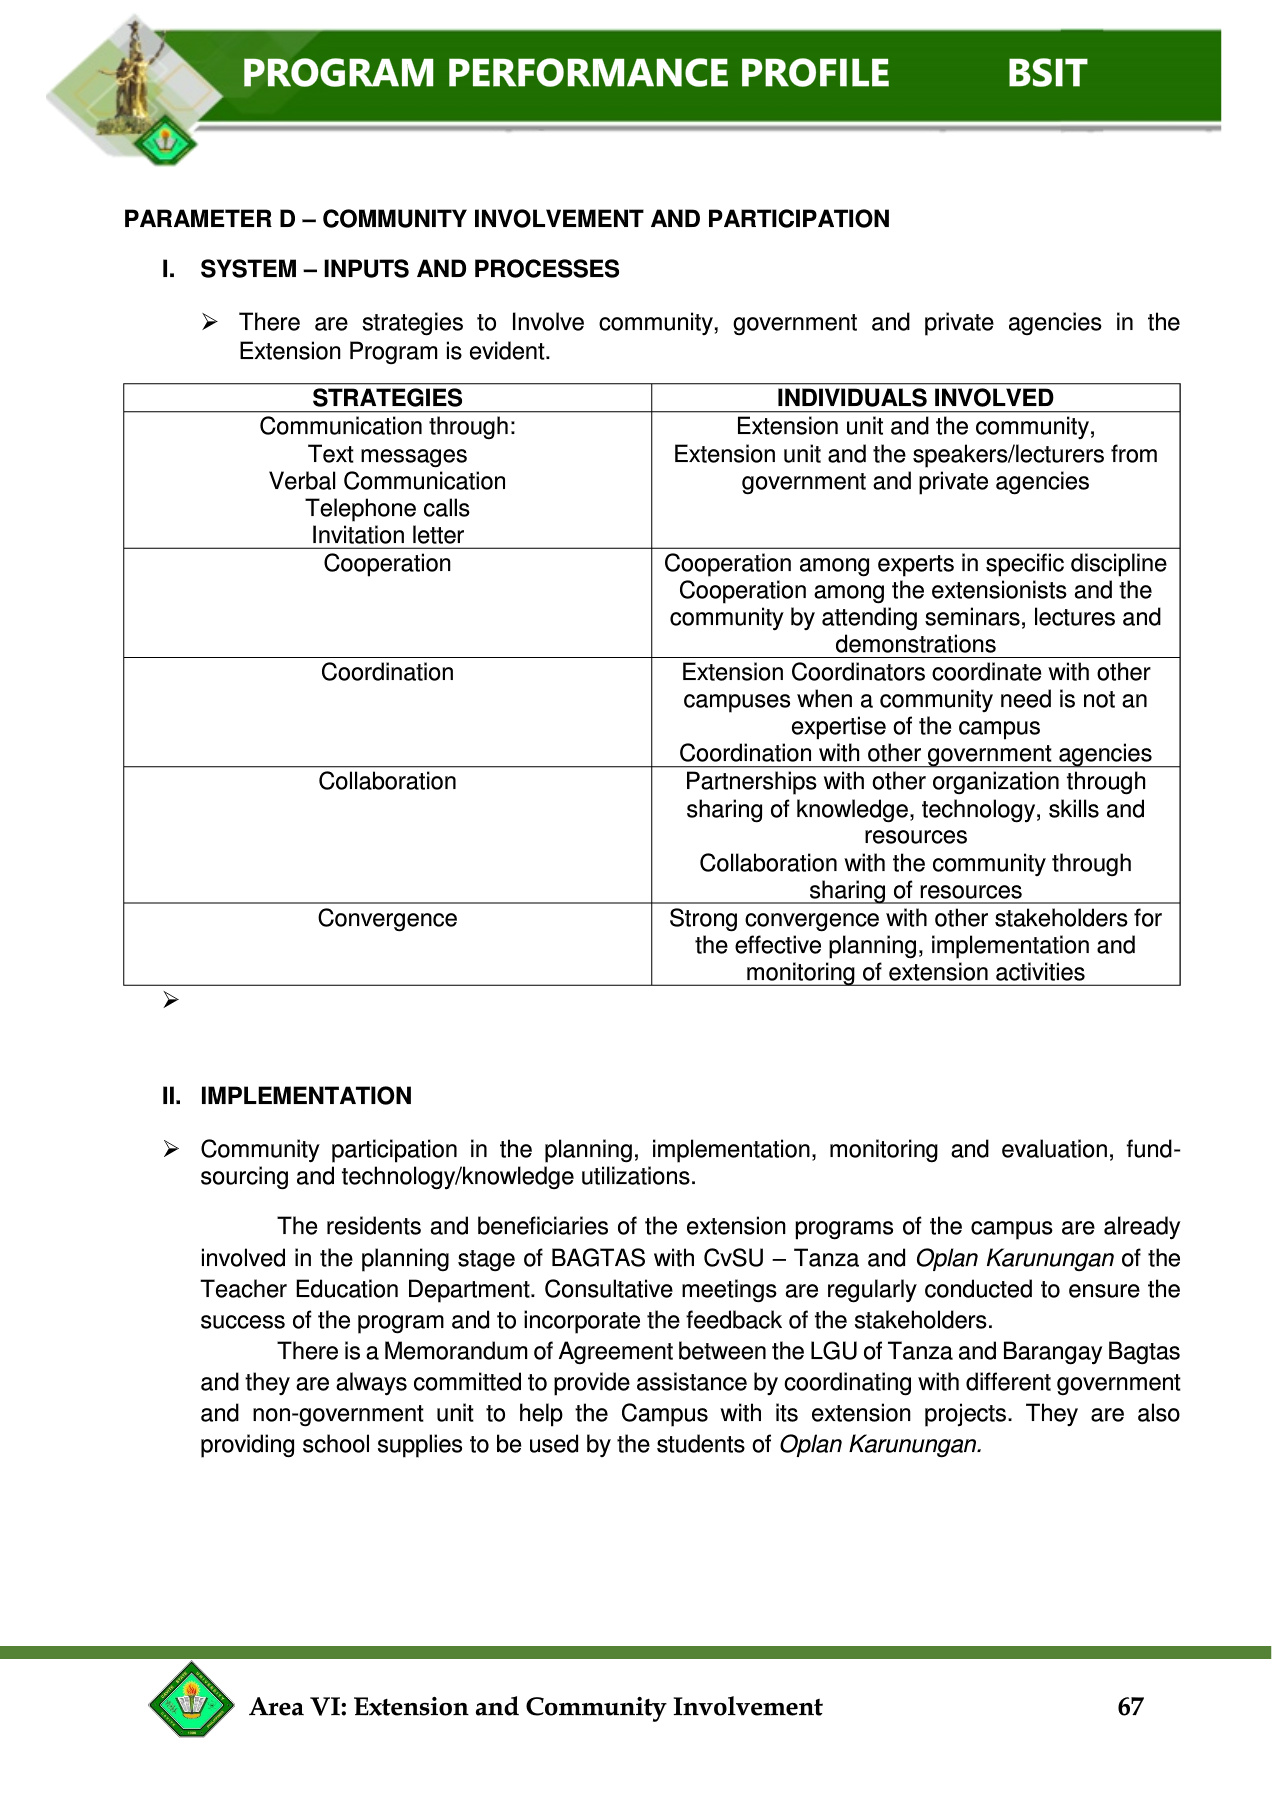 PROGRAM PERFORMANCE PROFILE BSIT
PARAMETER D – COMMUNITY INVOLVEMENT AND PARTICIPATION
I. SYSTEM – INPUTS AND PROCESSES
➢ There are strategies to Involve community, government and private agencies in the
Extension Program is evident.
STRATEGIES
INDIVIDUALS INVOLVED
Communication through:
Text messages
Verbal Communication
Telephone calls
Invitation letter
Extension unit and the community,
Extension unit and the speakers/lecturers from
government and private agencies
Cooperation
Cooperation among experts in specific discipline
Cooperation among the extensionists and the
community by attending seminars, lectures and
demonstrations
Coordination
Extension Coordinators coordinate with other
campuses when a community need is not an
expertise of the campus
Coordination with other government agencies
Collaboration
Partnerships with other organization through
sharing of knowledge, technology, skills and
resources
Collaboration with the community through
sharing of resources
Convergence
Strong convergence with other stakeholders for
the effective planning, implementation and
monitoring of extension activities
➢
II. IMPLEMENTATION
➢ Community participation in the planning, implementation, monitoring and evaluation, fund-
sourcing and technology/knowledge utilizations.
The residents and beneficiaries of the extension programs of the campus are already
involved in the planning stage of BAGTAS with CvSU – Tanza and Oplan Karunungan of the
Teacher Education Department. Consultative meetings are regularly conducted to ensure the
success of the program and to incorporate the feedback of the stakeholders.
There is a Memorandum of Agreement between the LGU of Tanza and Barangay Bagtas
and they are always committed to provide assistance by coordinating with different government
and non-government unit to help the Campus with its extension projects. They are also
providing school supplies to be used by the students of Oplan Karunungan.
Area VI: Extension and Community Involvement 67